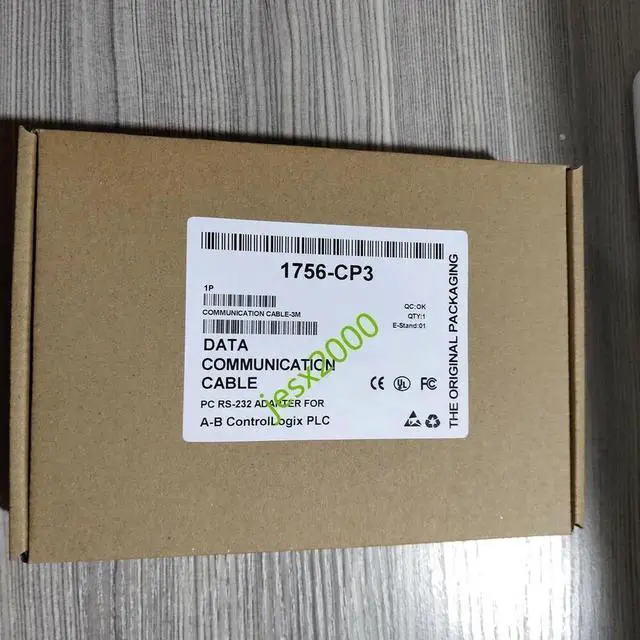 1756-CP3
1P
COMMUNICATION CABLE-3M
QC:OK
QTY:1
E-Stand:01
DATA
COMMUNICATION
CABLE
PC RS-232 ADAPTER FOR
A-B ControlLogix PLC
CE UL FC
THE ORIGINAL PACKAGING
jesx2000